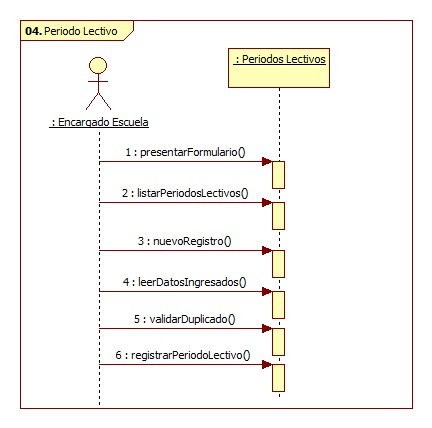 04. Periodo Lectivo
: Periodos Lectivos
: Encargado Escuela
1 : presentarFormulario()
2 : listarPeriodosLectivos()
3 : nuevoRegistro()
4 : leerDatosIngresados()
5 : validarDuplicado()
6 : registrarPeriodoLectivo()